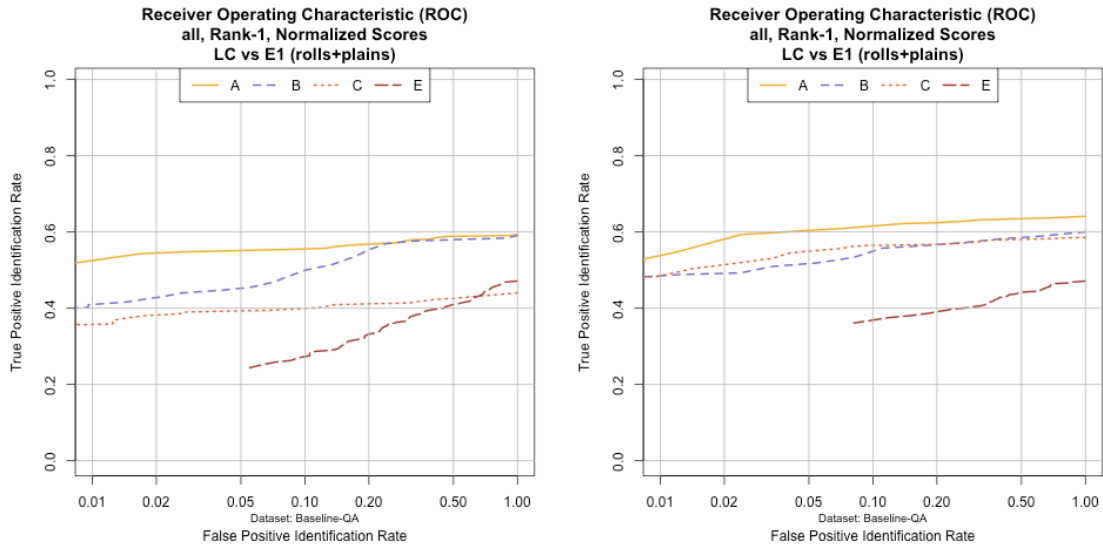 Receiver Operating Characteristic (ROC)
all, Rank-1, Normalized Scores
LC vs E1 (rolls+plains)
A B C E
True Positive Identification Rate
1.0
0.8
0.6
0.4
0.2
0.0
0.01 0.02 0.05 0.10 0.20 0.50 1.00
Dataset: Baseline-QA
False Positive Identification Rate
Receiver Operating Characteristic (ROC)
all, Rank-1, Normalized Scores
LC vs E1 (rolls+plains)
A B C E
True Positive Identification Rate
1.0
0.8
0.6
0.4
0.2
0.0
0.01 0.02 0.05 0.10 0.20 0.50 1.00
Dataset: Baseline-QA
False Positive Identification Rate